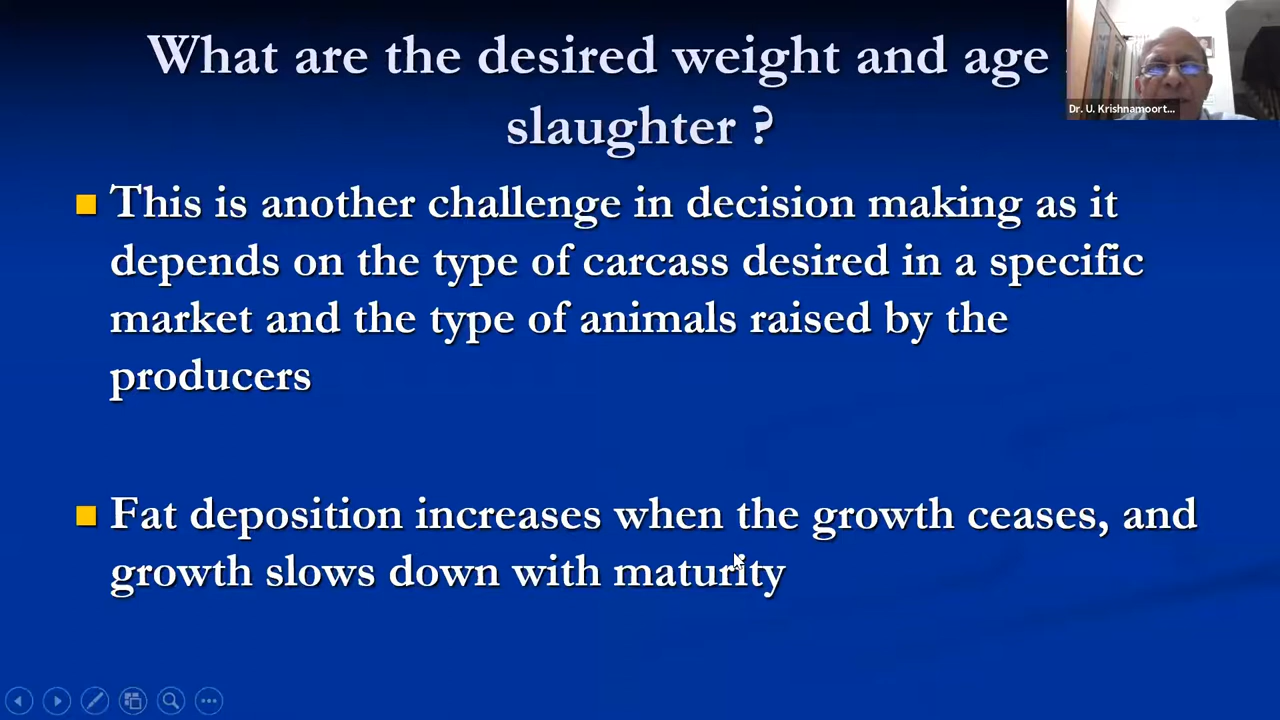 What are the desired weight and age
slaughter ?
Dr. U. Krishnamoort...
This is another challenge in decision making as it
depends on the type of carcass desired in a specific
market and the type of animals raised by the
producers
Fat deposition increases when the growth ceases, and
growth slows down with maturity